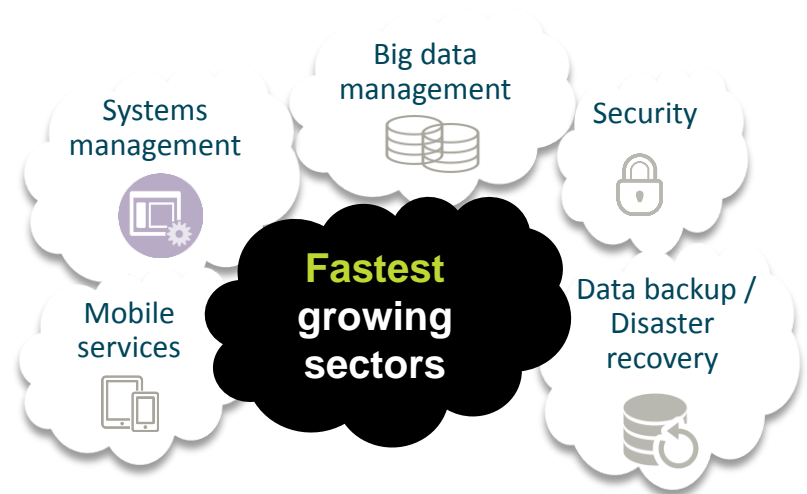 Big data
management
Systems
management
Security
Fastest
growing
sectors
Mobile
services
Data backup /
Disaster
recovery